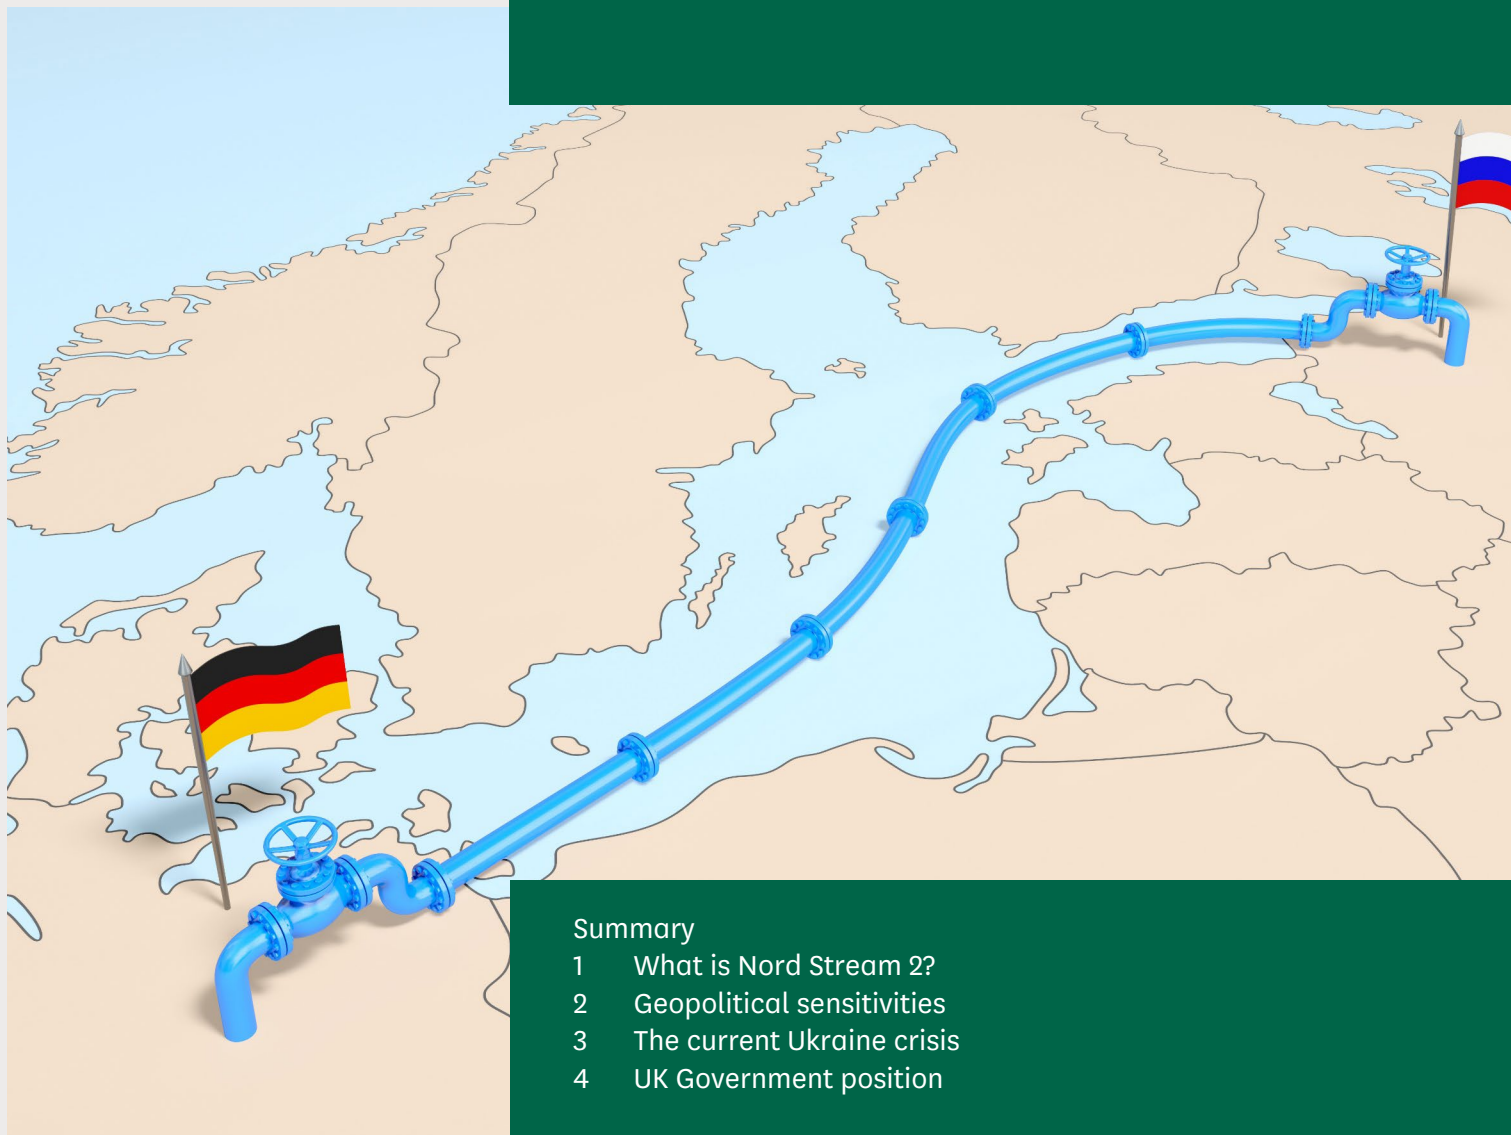 Summary
1 What is Nord Stream 2?
2 Geopolitical sensitivities
3 The current Ukraine crisis
4 UK Government position